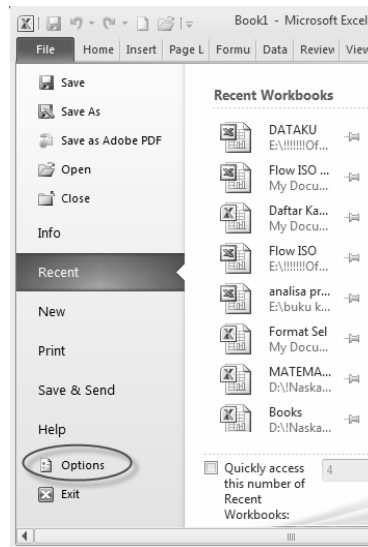 Book1 - Microsoft Excel
File Home Insert Page L Formu Data Review View
Save
Save As
Save as Adobe PDF
Open
Close
Info
Recent
New
Print
Save & Send
Help
Options
Exit
Recent Workbooks
DATAKU
E:\!!!!!!!Of...
Flow ISO ...
My Docu...
Daftar Ka...
My Docu...
Flow ISO
E:\!!!!!!!Of...
analisa pr...
E:\buku k...
Format Sel
My Docu...
MATEMA...
D:\!Naska...
Books
D:\!Naska...
Quickly access 4
this number of
Recent
Workbooks: